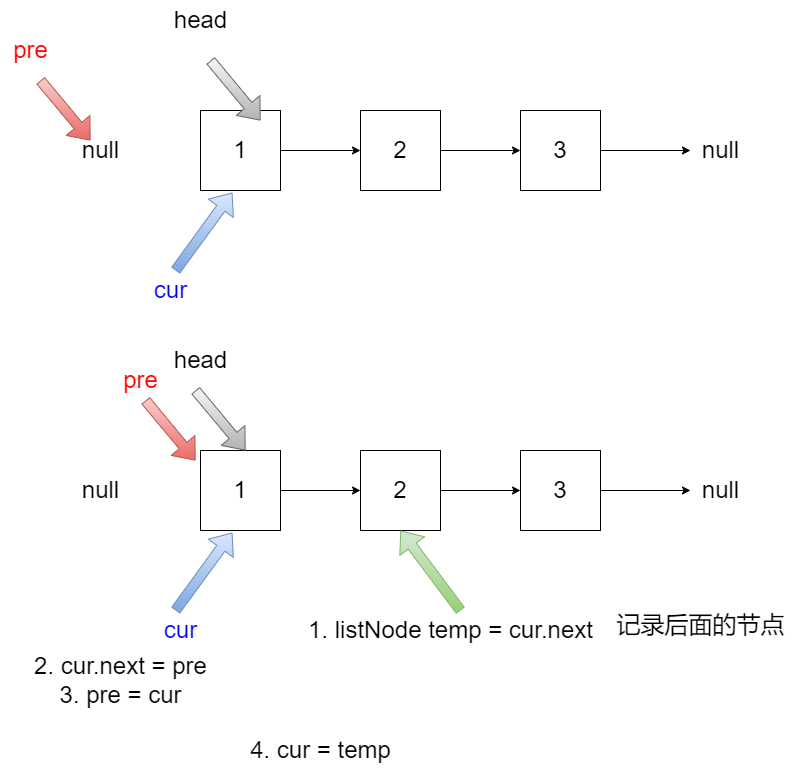 head
pre
null
1
2
3
null
cur
head
pre
null
1
2
3
null
cur
1. listNode temp = cur.next
记录后面的节点
2. cur.next = pre
3. pre = cur
4. cur = temp